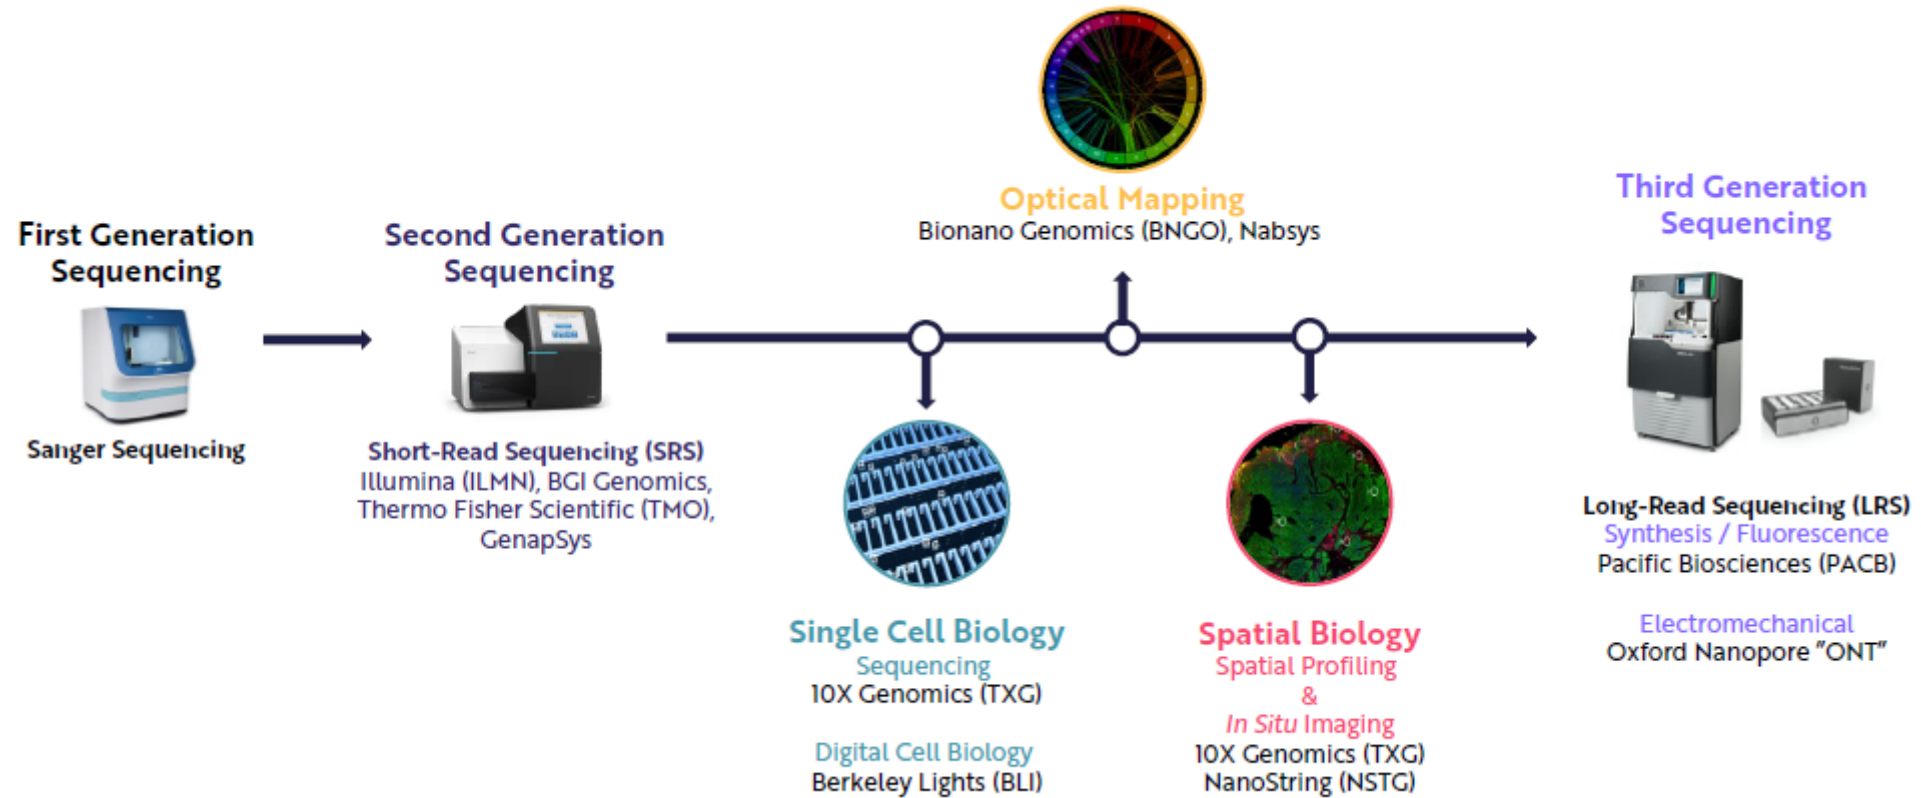 First Generation
Sequencing
Sanger Sequencing
Second Generation
Sequencing
Short-Read Sequencing (SRS)
Illumina (ILMN), BGI Genomics,
Thermo Fisher Scientific (TMO),
GenapSys
Optical Mapping
Bionano Genomics (BNGO), Nabsys
Single Cell Biology
Sequencing
10X Genomics (TXG)
Digital Cell Biology
Berkeley Lights (BLI)
Spatial Biology
Spatial Profiling
&
In Situ Imaging
10X Genomics (TXG)
NanoString (NSTG)
Third Generation
Sequencing
Long-Read Sequencing (LRS)
Synthesis / Fluorescence
Pacific Biosciences (PACB)
Electromechanical
Oxford Nanopore "ONT"